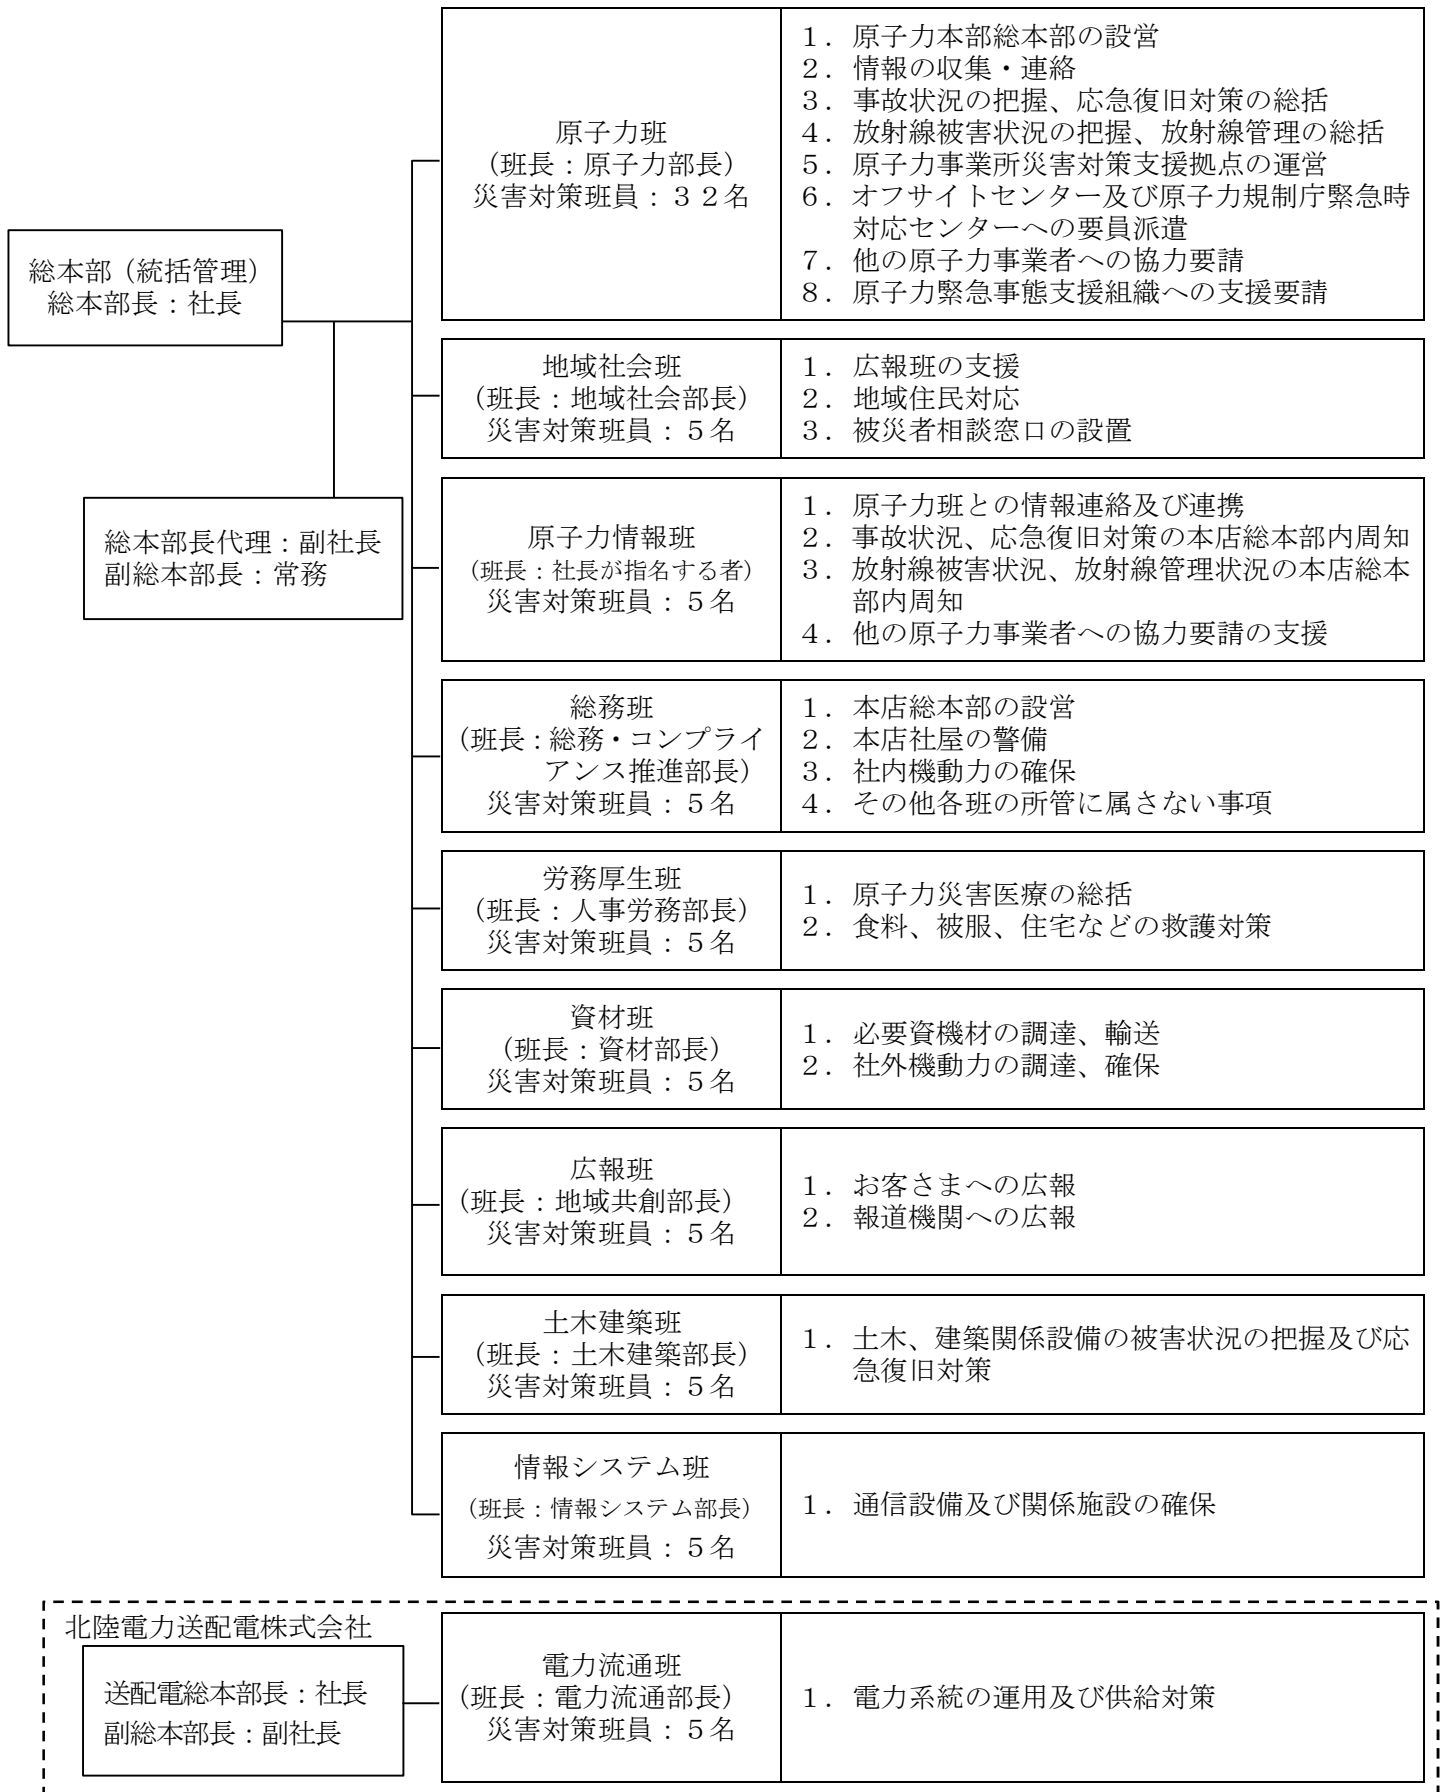 総本部（統括管理）
総本部長：社長
総本部長代理：副社長
副総本部長：常務
原子力班
（班長：原子力部長）
災害対策班員：３２名
１．原子力本部総本部の設営
２．情報の収集・連絡
３．事故状況の把握、応急復旧対策の総括
４．放射線被害状況の把握、放射線管理の総括
５．原子力事業所災害対策支援拠点の運営
６．オフサイトセンター及び原子力規制庁緊急時
対応センターへの要員派遣
７．他の原子力事業者への協力要請
８．原子力緊急事態支援組織への支援要請
地域社会班
（班長：地域社会部長）
災害対策班員：５名
１．広報班の支援
２．地域住民対応
３．被災者相談窓口の設置
原子力情報班
（班長：社長が指名する者）
災害対策班員：５名
１．原子力班との情報連絡及び連携
２．事故状況、応急復旧対策の本店総本部内周知
３．放射線被害状況、放射線管理状況の本店総本
部内周知
４．他の原子力事業者への協力要請の支援
総務班
（班長：総務・コンプライ
アンス推進部長）
災害対策班員：５名
１．本店総本部の設営
２．本店社屋の警備
３．社内機動力の確保
４．その他各班の所管に属さない事項
労務厚生班
（班長：人事労務部長）
災害対策班員：５名
１．原子力災害医療の総括
２．食料、被服、住宅などの救護対策
資材班
（班長：資材部長）
災害対策班員：５名
１．必要資機材の調達、輸送
２．社外機動力の調達、確保
広報班
（班長：地域共創部長）
災害対策班員：５名
１．お客さまへの広報
２．報道機関への広報
土木建築班
（班長：土木建築部長）
災害対策班員：５名
１．土木、建築関係設備の被害状況の把握及び応
急復旧対策
情報システム班
（班長：情報システム部長）
災害対策班員：５名
１．通信設備及び関係施設の確保
北陸電力送配電株式会社
送配電総本部長：社長
副総本部長：副社長
電力流通班
（班長：電力流通部長）
災害対策班員：５名
１．電力系統の運用及び供給対策